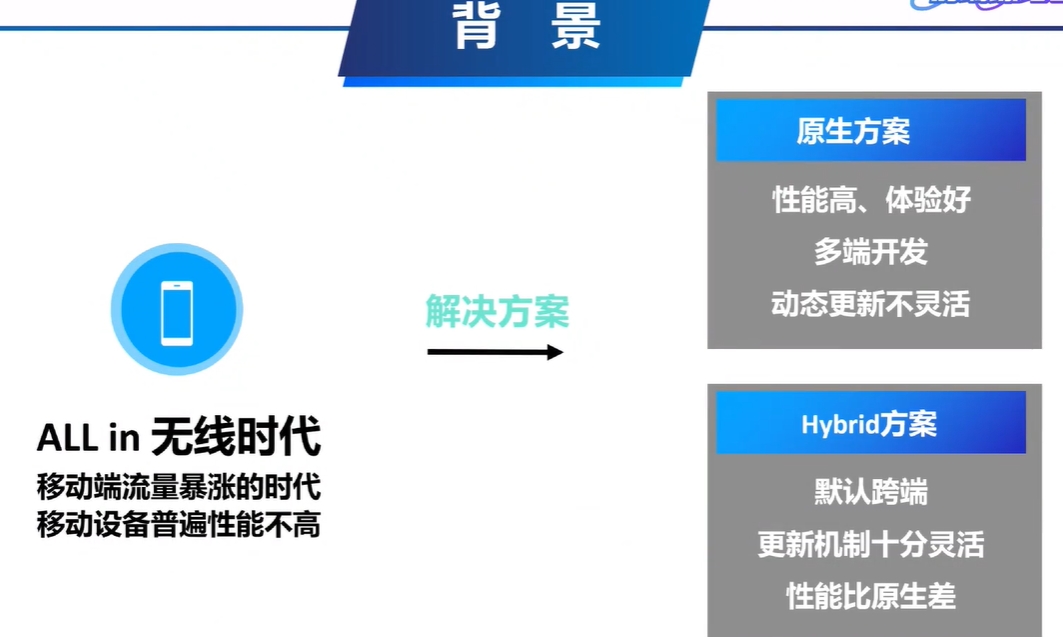 背 景
原生方案
性能高、体验好
多端开发
动态更新不灵活
解决方案
ALL in 无线时代
移动端流量暴涨的时代
移动设备普遍性能不高
Hybrid方案
默认跨端
更新机制十分灵活
性能比原生差